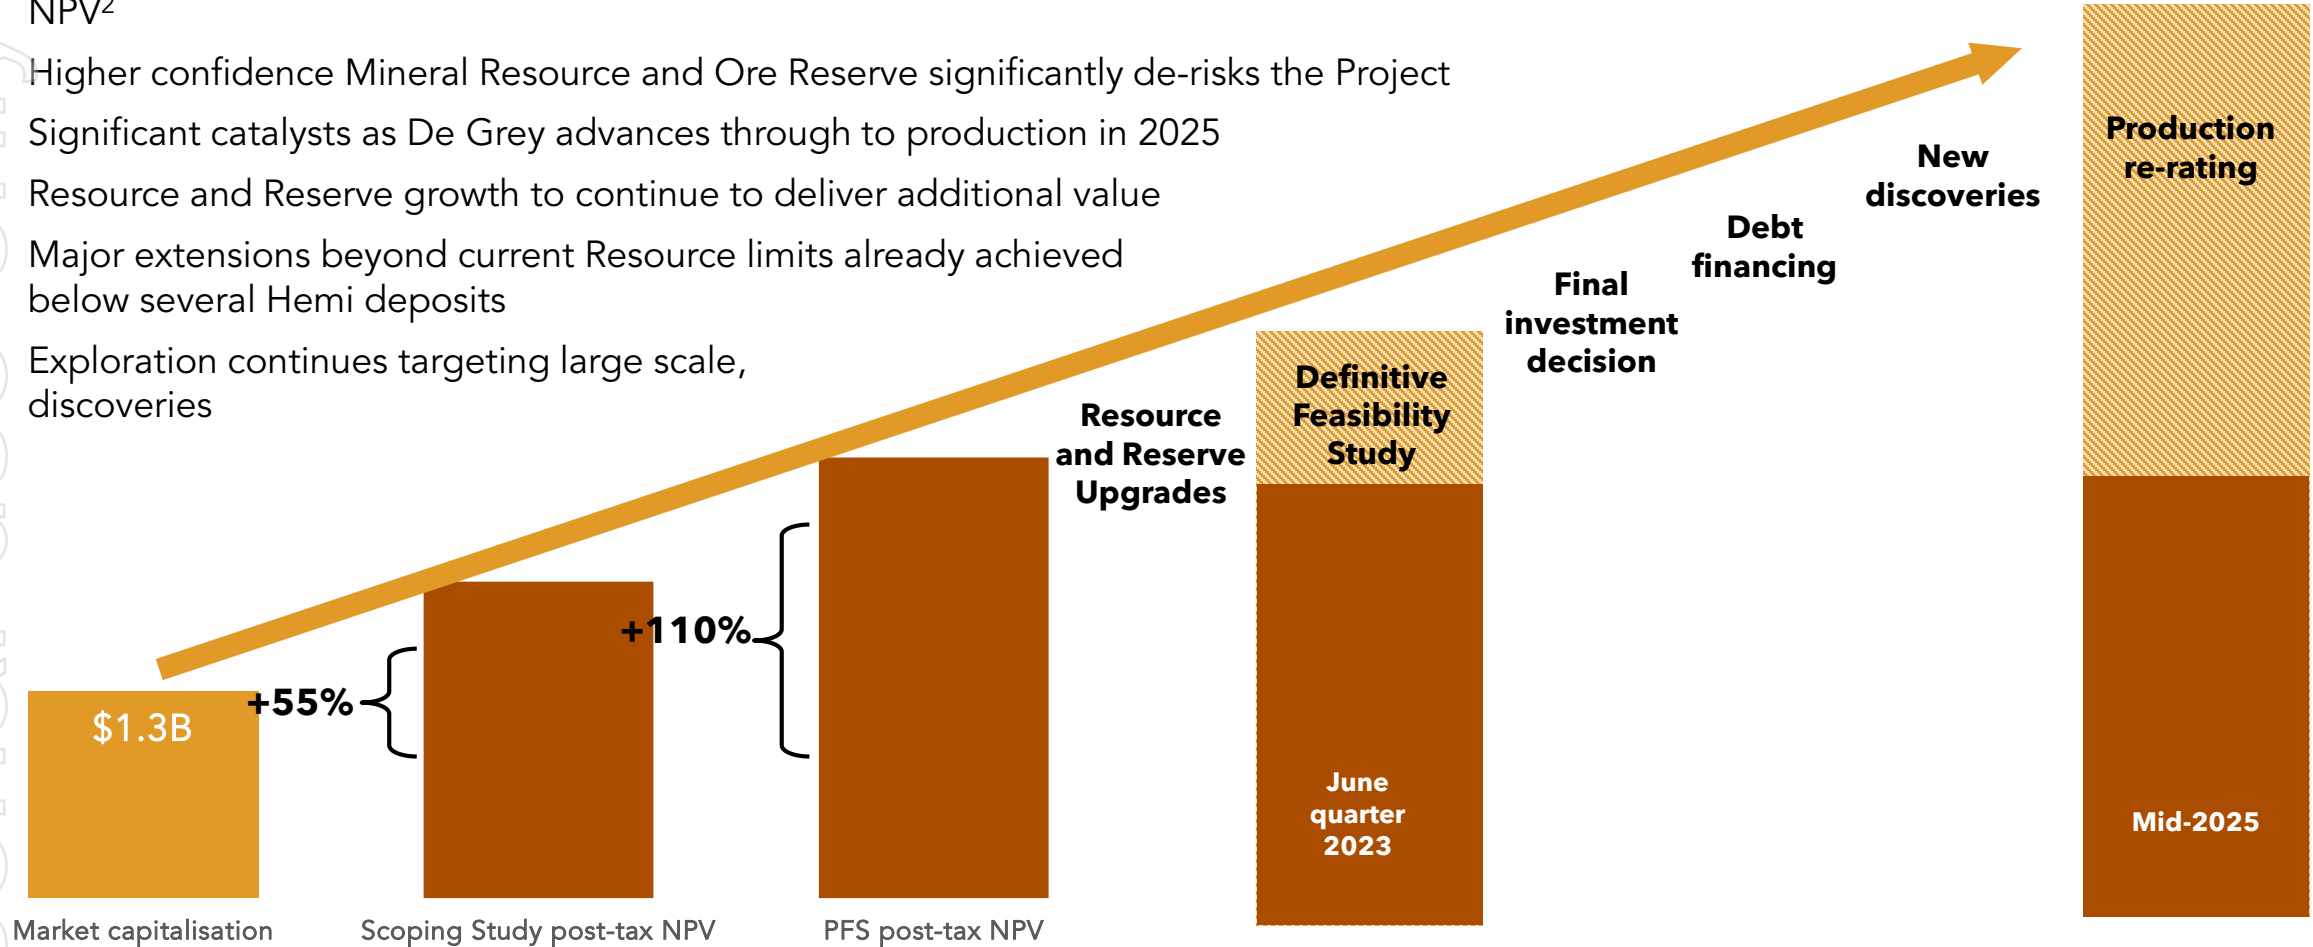 NPV²
Higher confidence Mineral Resource and Ore Reserve significantly de-risks the Project
Significant catalysts as De Grey advances through to production in 2025
Resource and Reserve growth to continue to deliver additional value
Major extensions beyond current Resource limits already achieved
below several Hemi deposits
Exploration continues targeting large scale,
discoveries
$1.3B
+55%
+110%
Resource
and Reserve
Upgrades
Definitive
Feasibility
Study
June
quarter
2023
Final
investment
decision
Debt
financing
New
discoveries
Production
re-rating
Mid-2025
Market capitalisation
Scoping Study post-tax NPV
PFS post-tax NPV